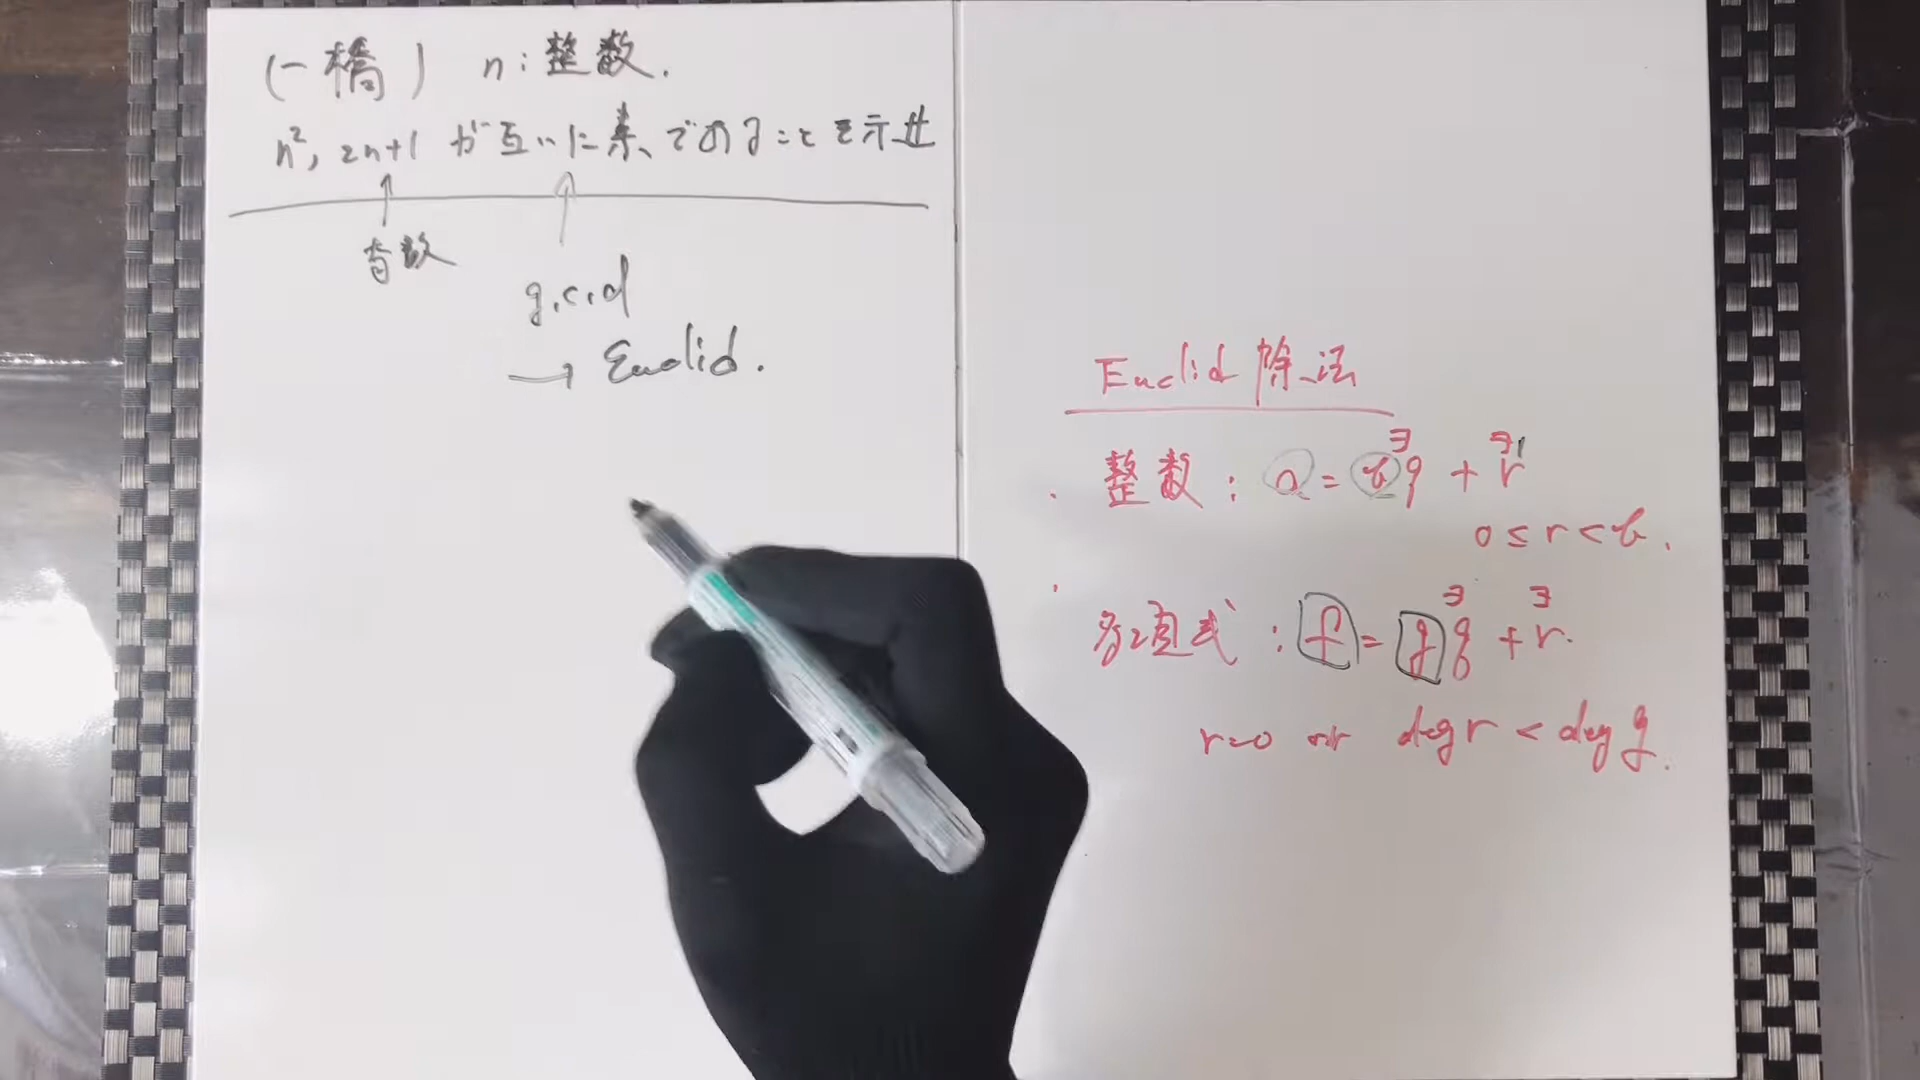 (一橋) n:整数.
n², 2n+1 が互いに素であることを示せ
奇数
g.c.d
→ Euclid.
Euclid 除法
・整数: a = b∃q + ∃r
0 ≤ r < b.
・多項式: f = g∃q + ∃r.
r=0 or deg r < deg g.